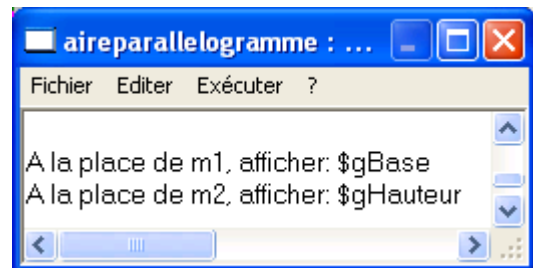 aireparallelogramme : ...
Fichier Editer Exécuter ?
A la place de m1, afficher: $gBase
A la place de m2, afficher: $gHauteur